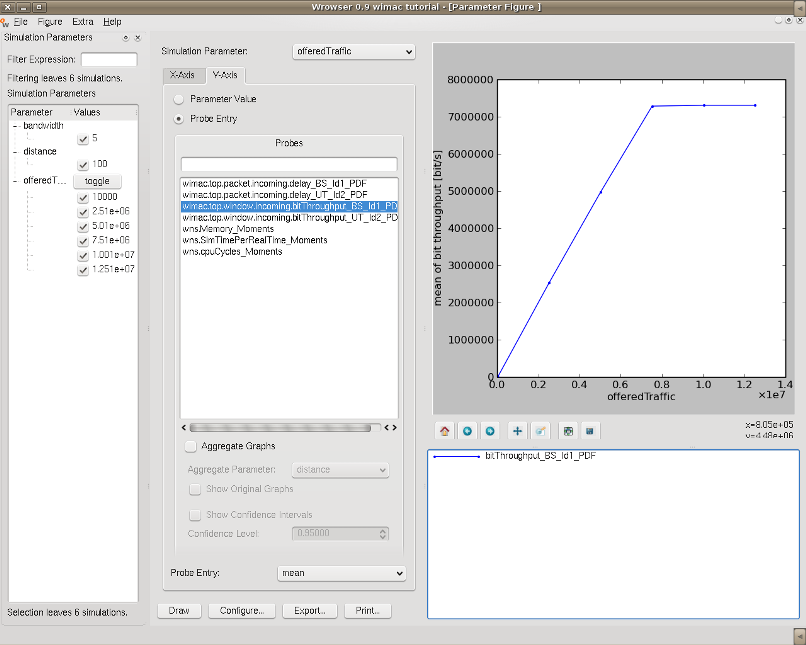 Wrowser 0.9 wimac tutorial - [Parameter Figure ]
File Figure Extra Help
Simulation Parameters
Filter Expression:
Filtering leaves 6 simulations.
Simulation Parameters
Parameter Values
bandwidth
5
distance
100
offeredT... toggle
10000
2.51e+06
5.01e+06
7.51e+06
1.001e+07
1.251e+07
Selection leaves 6 simulations.
Simulation Parameter: offeredTraffic
X-Axis Y-Axis
Parameter Value
Probe Entry
Probes
wimac.top.packet.incoming.delay_BS_Id1_PDF
wimac.top.packet.incoming.delay_UT_Id2_PDF
wimac.top.window.incoming.bitThroughput_BS_Id1_PD
wimac.top.window.incoming.bitThroughput_UT_Id2_PD
wns.Memory_Moments
wns.SimTimePerRealTime_Moments
wns.cpuCycles_Moments
Aggregate Graphs
Aggregate Parameter: distance
Show Original Graphs
Show Confidence Intervals
Confidence Level: 0.95000
Probe Entry: mean
Draw Configure... Export.. Print..
mean of bit throughput [bit/s]
8000000
7000000
6000000
5000000
4000000
3000000
2000000
1000000
0
0.0 0.2 0.4 0.6 0.8 1.0 1.2 1.4
offeredTraffic ×1e7
x=8.05e+05
y=4.48e+06
bitThroughput_BS_Id1_PDF